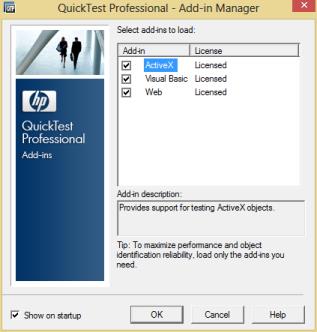 QuickTest Professional - Add-in Manager
Select add-ins to load:
Add-in License
ActiveX Licensed
Visual Basic Licensed
Web Licensed
hp
QuickTest
Professional
Add-ins
Add-in description:
Provides support for testing ActiveX objects.
Tip: To maximize performance and object
identification reliability, load only the add-ins you
need.
Show on startup
OK Cancel Help